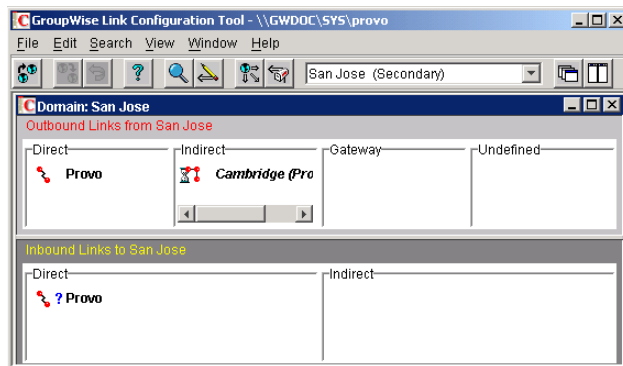 GroupWise Link Configuration Tool - \\GWDOC\SYS\provo
File Edit Search View Window Help
? San Jose (Secondary)
Domain: San Jose
Outbound Links from San Jose
Direct Indirect Gateway Undefined
Provo Cambridge (Pro
Inbound Links to San Jose
Direct Indirect
? Provo